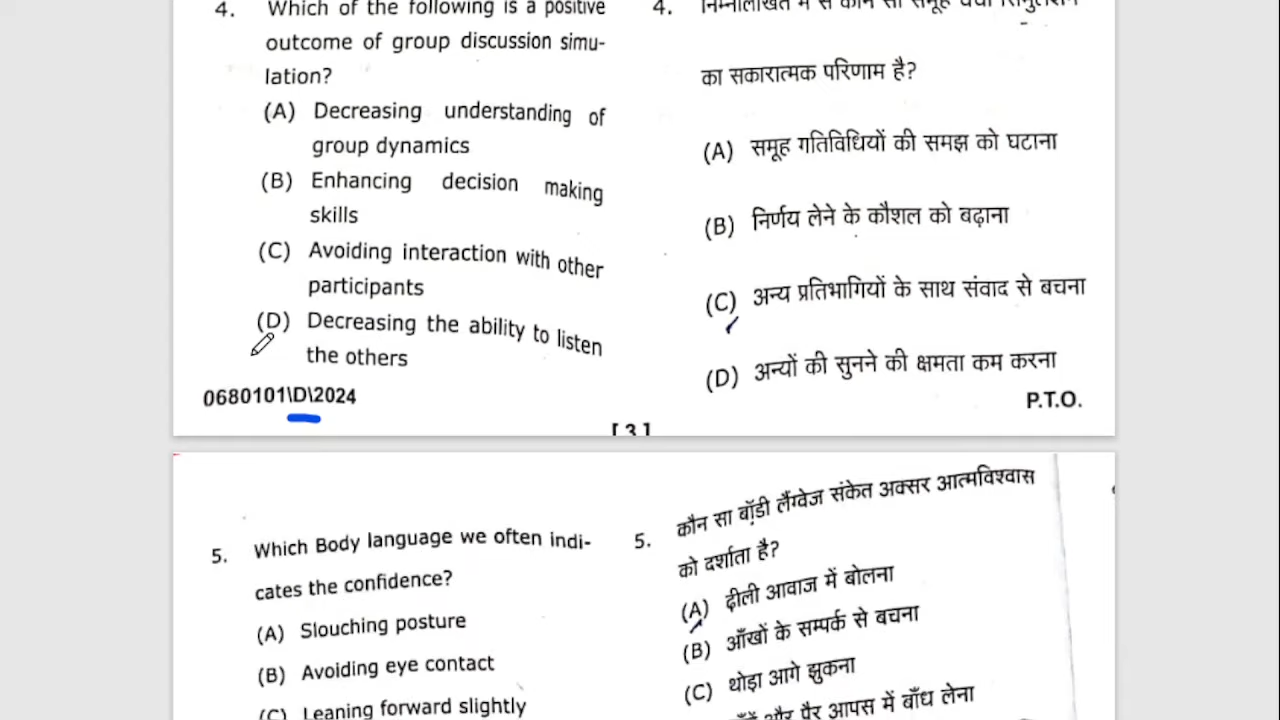 4. Which of the following is a positive
outcome of group discussion simu-
lation?
(A) Decreasing understanding of
group dynamics
(B) Enhancing decision making
skills
(C) Avoiding interaction with other
participants
(D) Decreasing the ability to listen
the others
4.
का सकारात्मक परिणाम है?
(A) समूह गतिविधियों की समझ को घटाना
(B) निर्णय लेने के कौशल को बढ़ाना
(C) अन्य प्रतिभागियों के साथ संवाद से बचना
(D) अन्यों की सुनने की क्षमता कम करना
0680101\D\2024
P.T.O.
[ 3 ]
5. Which Body language we often indi-
cates the confidence?
(A) Slouching posture
(B) Avoiding eye contact
(C) Leaning forward slightly
5. कौन सा बॉडी लैंग्वेज संकेत अक्सर आत्मविश्वास
को दर्शाता है?
(A) ढ़ीली आवाज में बोलना
(B) आँखों के सम्पर्क से बचना
(C) थोड़ा आगे झुकना
और पैर आपस में बाँध लेना